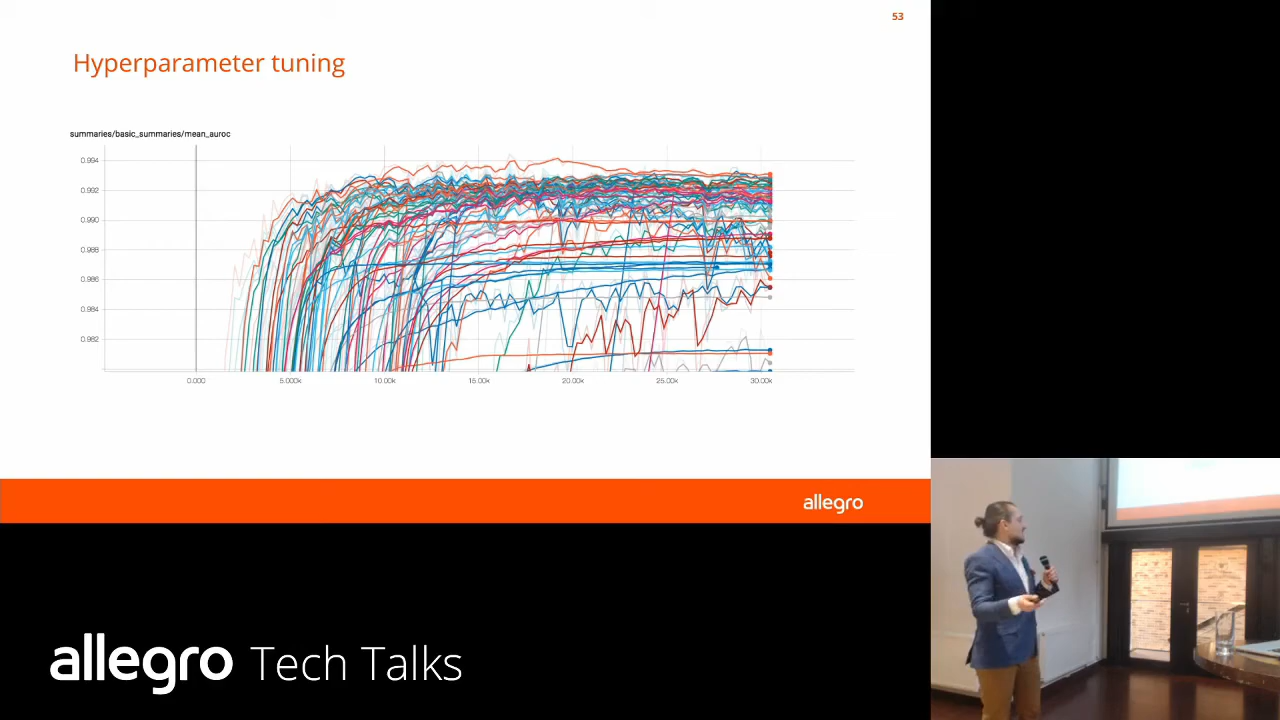 53
Hyperparameter tuning
summaries/basic_summaries/mean_auroc
0.994
0.992
0.990
0.988
0.986
0.984
0.982
0.000
5.000k
10.00k
15.00k
20.00k
25.00k
30.00k
allegro
allegro Tech Talks